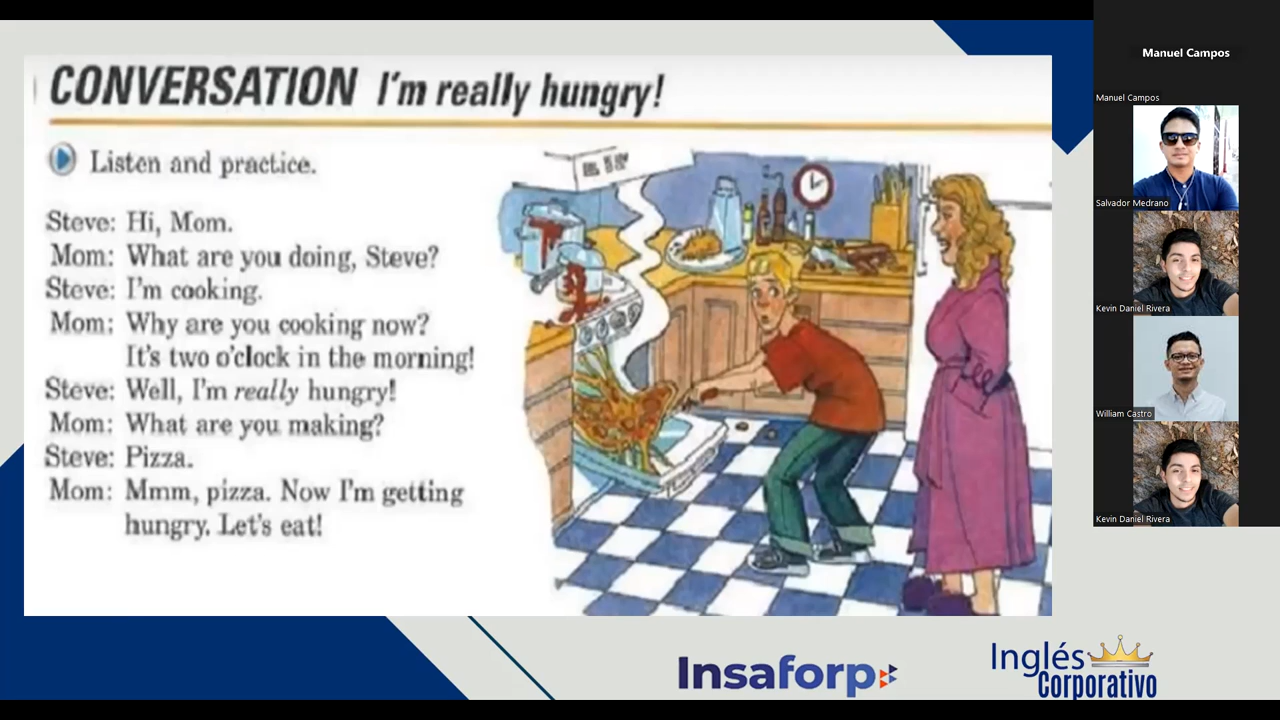 CONVERSATION I'm really hungry!
Listen and practice.
Steve: Hi, Mom.
Mom: What are you doing, Steve?
Steve: I'm cooking.
Mom: Why are you cooking now?
It's two o'clock in the morning!
Steve: Well, I'm really hungry!
Mom: What are you making?
Steve: Pizza.
Mom: Mmm, pizza. Now I'm getting
hungry. Let's eat!
Insaforp
Inglés
Corporativo
Manuel Campos
Manuel Campos
Salvador Medrano
Kevin Daniel Rivera
William Castro
Kevin Daniel Rivera